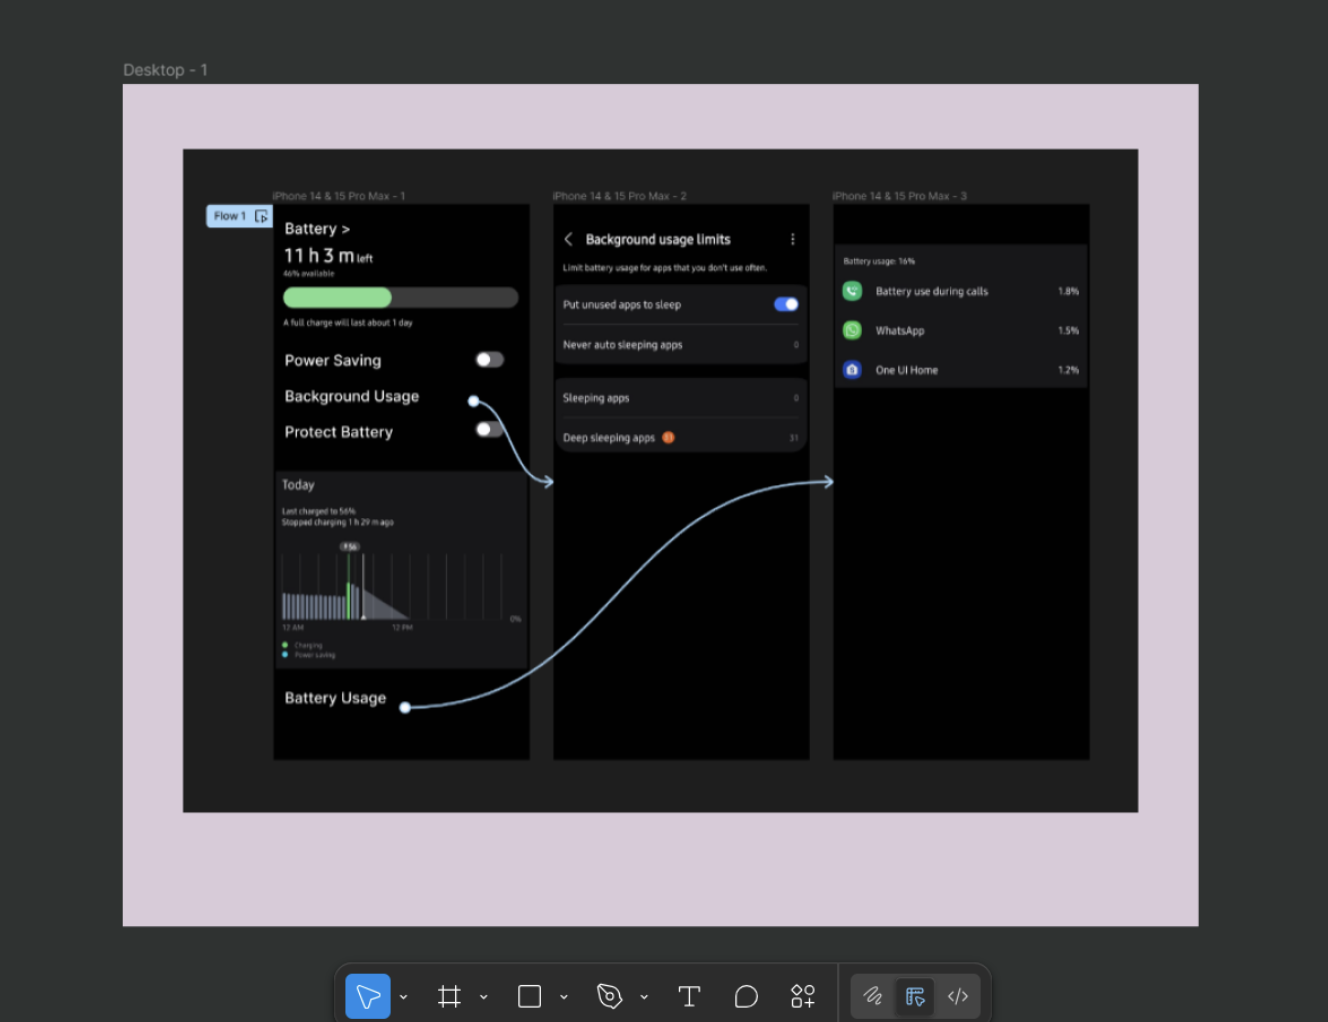 Desktop - 1
iPhone 14 & 15 Pro Max - 1
iPhone 14 & 15 Pro Max - 2
iPhone 14 & 15 Pro Max - 3
Flow 1
Battery >
11 h 3 m left
46% available
A full charge will last about 1 day
Power Saving
Background Usage
Protect Battery
Today
Last charged to 56%
Stopped charging 1 h 29 m ago
56
0%
12 AM
12 PM
Charging
Power saving
Battery Usage
Background usage limits
Limit battery usage for apps that you don't use often.
Put unused apps to sleep
Never auto sleeping apps 0
Sleeping apps 0
Deep sleeping apps 31
Battery usage: 16%
Battery use during calls 1.8%
WhatsApp 1.5%
One UI Home 1.2%
T